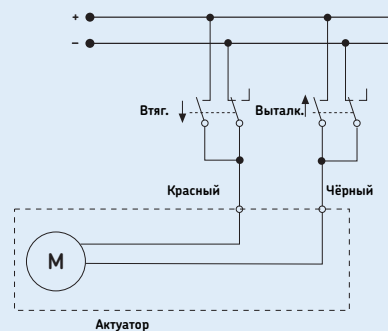 +
–
Втяг.
Выталк.
Красный
Чёрный
М
Актуатор